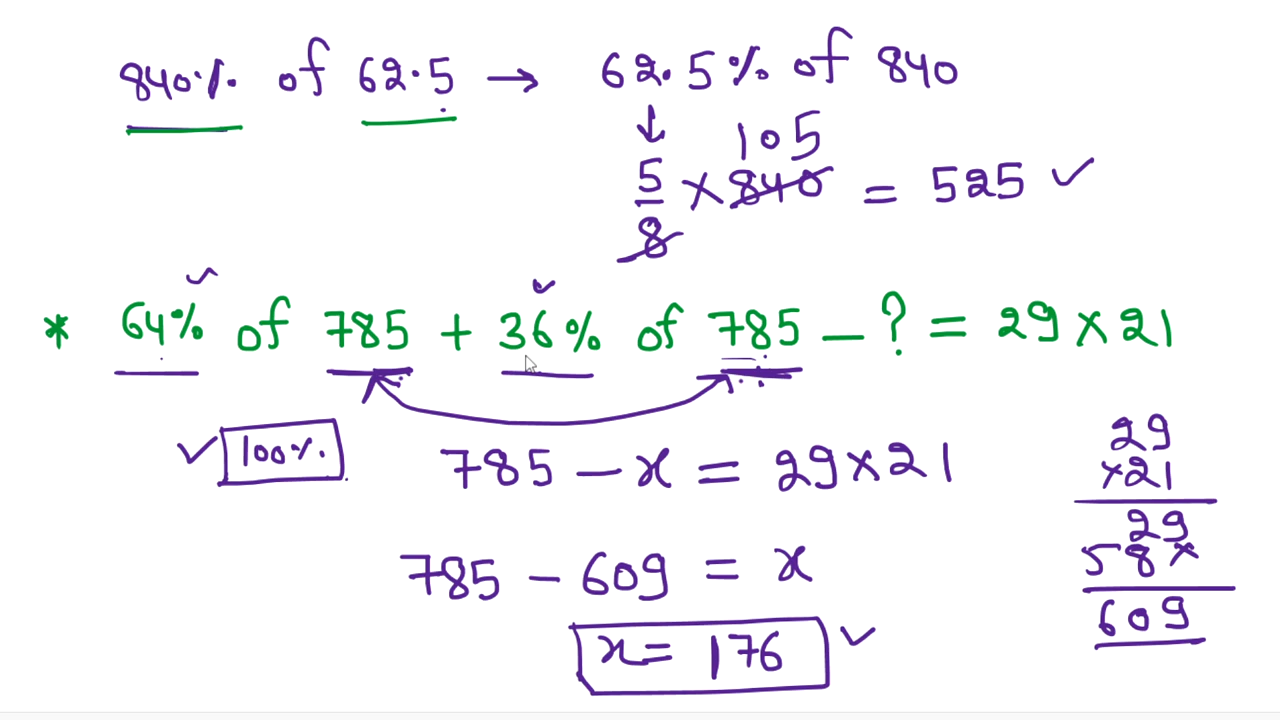 840% of 62.5 → 62.5% of 840
↓ 105
5/8 × 840 = 525 ✓
* 64% of 785 + 36% of 785 – ? = 29×21
✓ 100%
785 – x = 29×21
785 – 609 = x
x = 176 ✓
29
×21
29
58×
609